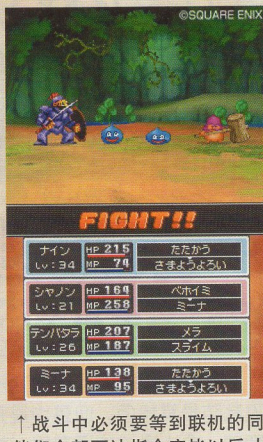 ©SQUARE ENIX
FIGHT!!
ナイン HP 215 たたかう
Lv:34 MP 79 さまようよろい
シャノン HP 164 ベホイミ
Lv:21 MP 258 ミーナ
テンパタラ HP 207 メラ
Lv:26 MP 187 スライム
ミーナ HP 138 たたかう
Lv:34 MP 95 さまようよろい
↑战斗中必须要等到联机的同